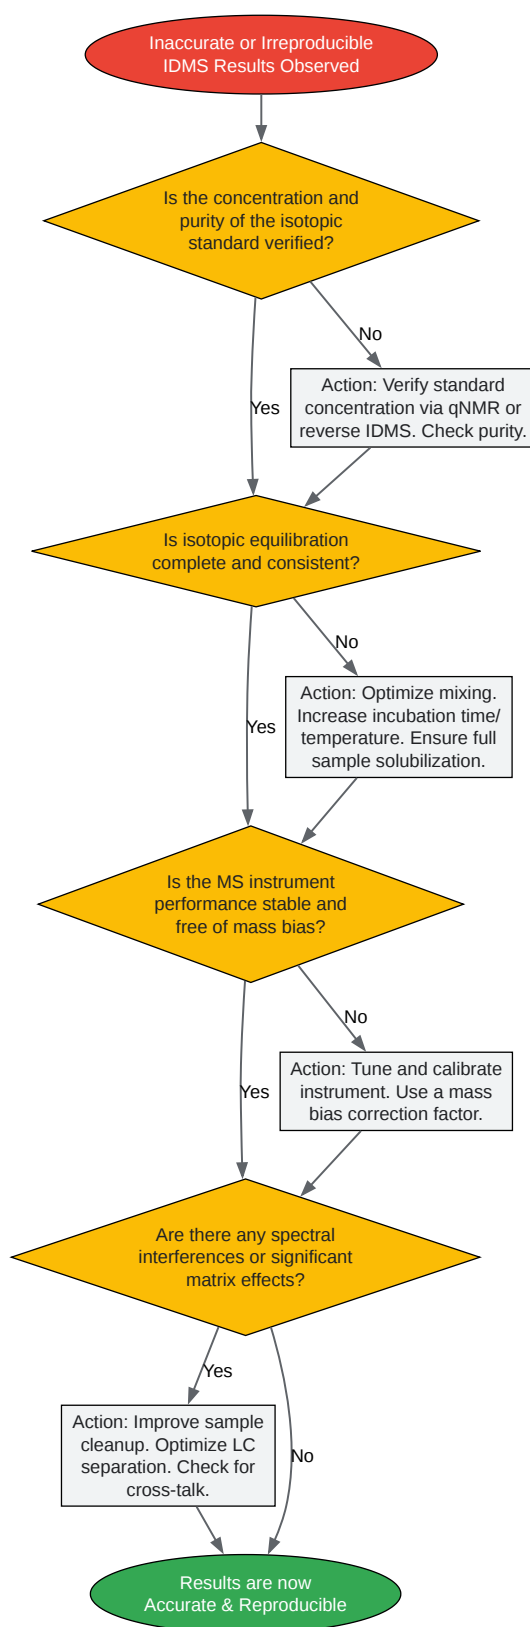 Inaccurate or Irreproducible
IDMS Results Observed
Is the concentration and
purity of the isotopic
standard verified?
No
Yes
Action: Verify standard
concentration via qNMR or
reverse IDMS. Check purity.
Is isotopic equilibration
complete and consistent?
No
Yes
Action: Optimize mixing.
Increase incubation time/
temperature. Ensure full
sample solubilization.
Is the MS instrument
performance stable and
free of mass bias?
No
Yes
Action: Tune and calibrate
instrument. Use a mass
bias correction factor.
Are there any spectral
interferences or significant
matrix effects?
Yes
No
Action: Improve sample
cleanup. Optimize LC
separation. Check for
cross-talk.
Results are now
Accurate & Reproducible